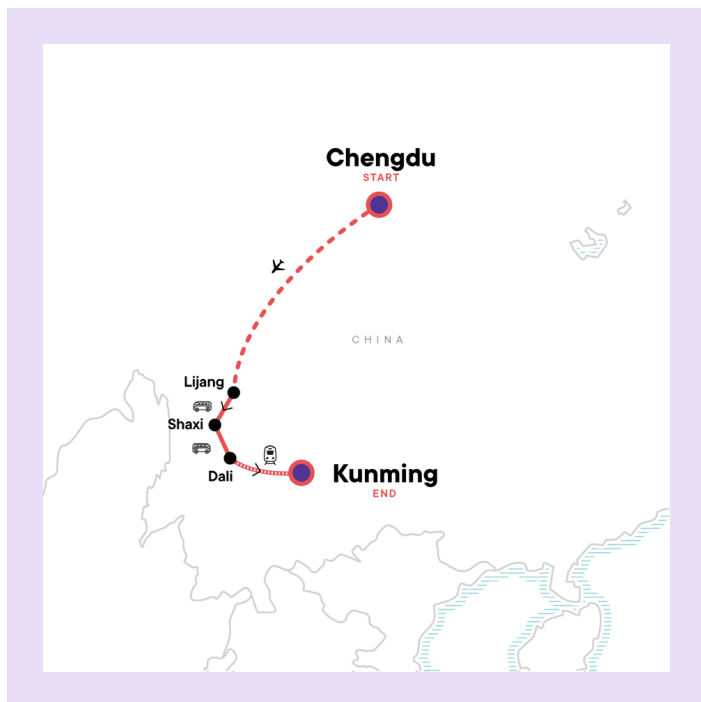 Chengdu
START
CHINA
Lijang
Shaxi
Dali
Kunming
END